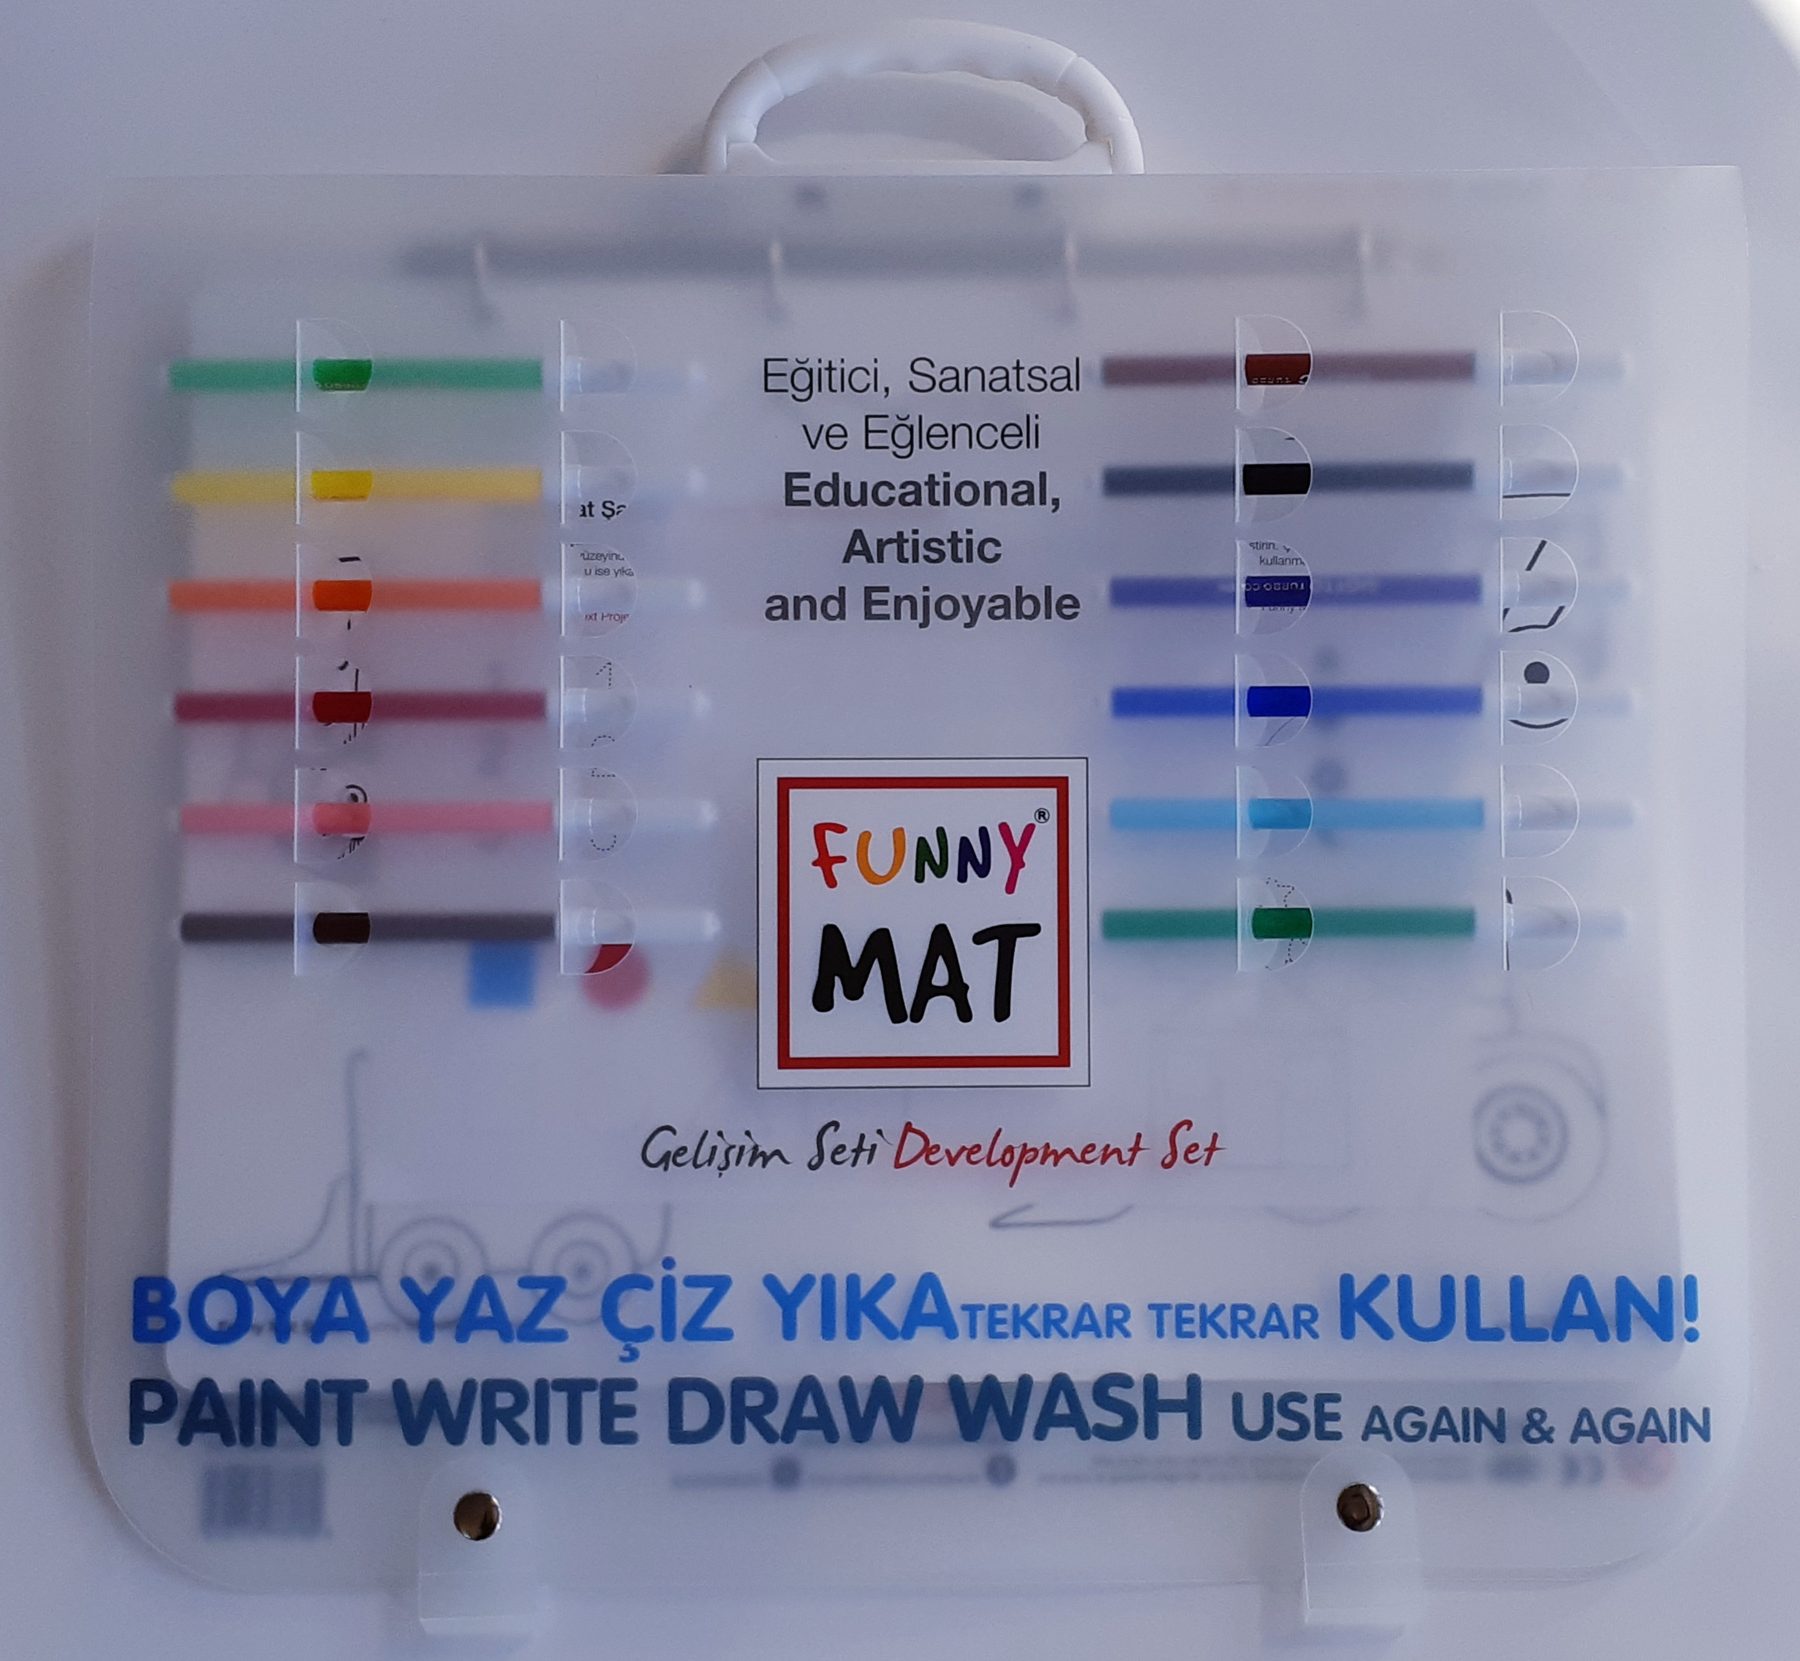 Eğitici, Sanatsal
ve Eğlenceli
Educational,
Artistic
and Enjoyable
FUNNY®
MAT
Gelişim Seti Development Set
BOYA YAZ ÇİZ YIKA TEKRAR TEKRAR KULLAN!
PAINT WRITE DRAW WASH USE AGAIN & AGAIN